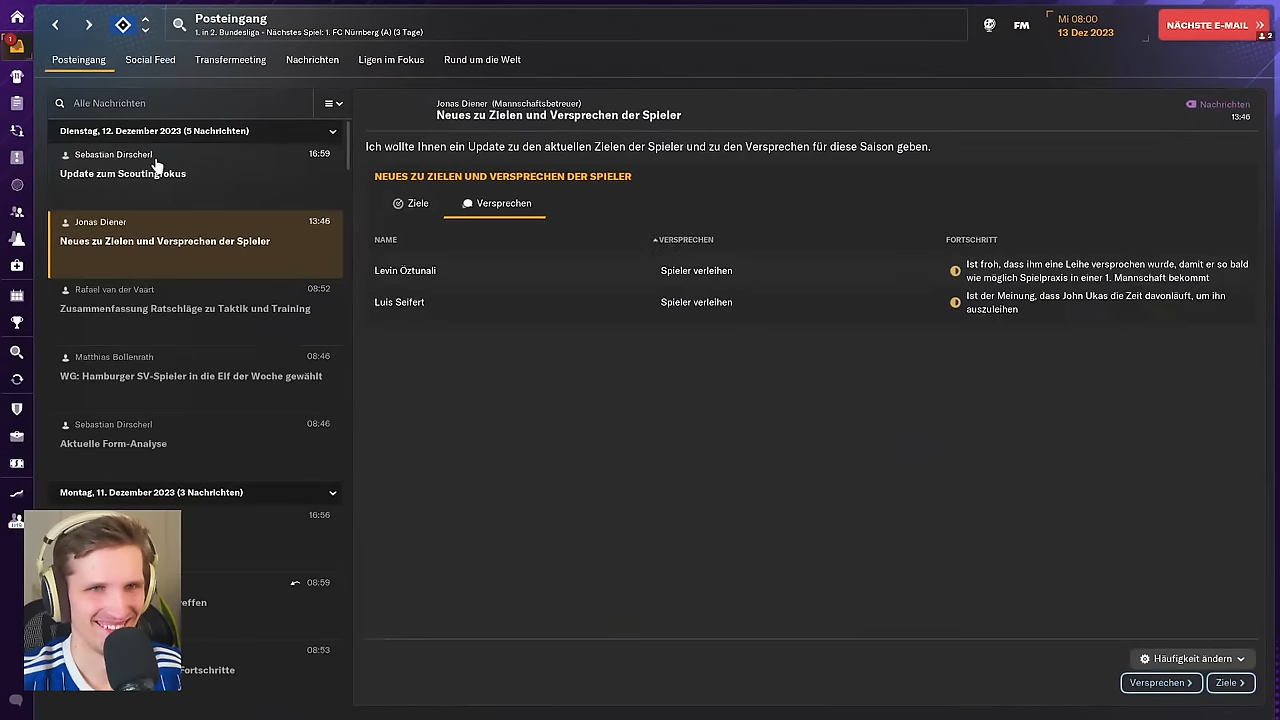 Posteingang
1. in 2. Bundesliga - Nächstes Spiel: 1. FC Nürnberg (A) (3 Tage)
FM
Mi 08:00
13 Dez 2023
NÄCHSTE E-MAIL
2
1
Posteingang
Social Feed
Transfermeeting
Nachrichten
Ligen im Fokus
Rund um die Welt
Alle Nachrichten
Dienstag, 12. Dezember 2023 (5 Nachrichten)
Sebastian Dirscherl
16:59
Update zum Scoutingfokus
Jonas Diener
13:46
Neues zu Zielen und Versprechen der Spieler
Rafael van der Vaart
08:52
Zusammenfassung Ratschläge zu Taktik und Training
Matthias Bollenrath
08:46
WG: Hamburger SV-Spieler in die Elf der Woche gewählt
Sebastian Dirscherl
08:46
Aktuelle Form-Analyse
Montag, 11. Dezember 2023 (3 Nachrichten)
16:56
08:59
effen
08:53
Fortschritte
Jonas Diener (Mannschaftsbetreuer)
Neues zu Zielen und Versprechen der Spieler
Nachrichten
13:46
Ich wollte Ihnen ein Update zu den aktuellen Zielen der Spieler und zu den Versprechen für diese Saison geben.
NEUES ZU ZIELEN UND VERSPRECHEN DER SPIELER
Ziele
Versprechen
NAME
VERSPRECHEN
FORTSCHRITT
Levin Öztunali
Spieler verleihen
Ist froh, dass ihm eine Leihe versprochen wurde, damit er so bald
wie möglich Spielpraxis in einer 1. Mannschaft bekommt
Luis Seifert
Spieler verleihen
Ist der Meinung, dass John Ukas die Zeit davonläuft, um ihn
auszuleihen
Häufigkeit ändern
Versprechen
Ziele